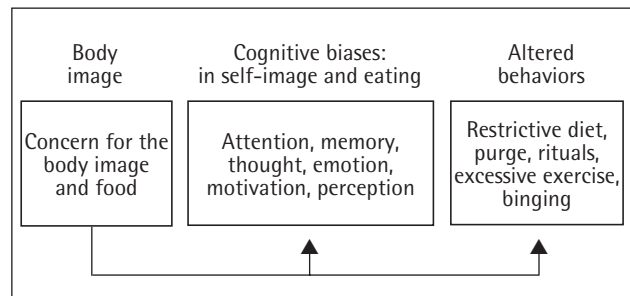 Body
image
Cognitive biases:
in self-image and eating
Altered
behaviors
Concern for the
body image
and food
Attention, memory,
thought, emotion,
motivation, perception
Restrictive diet,
purge, rituals,
excessive exercise,
binging